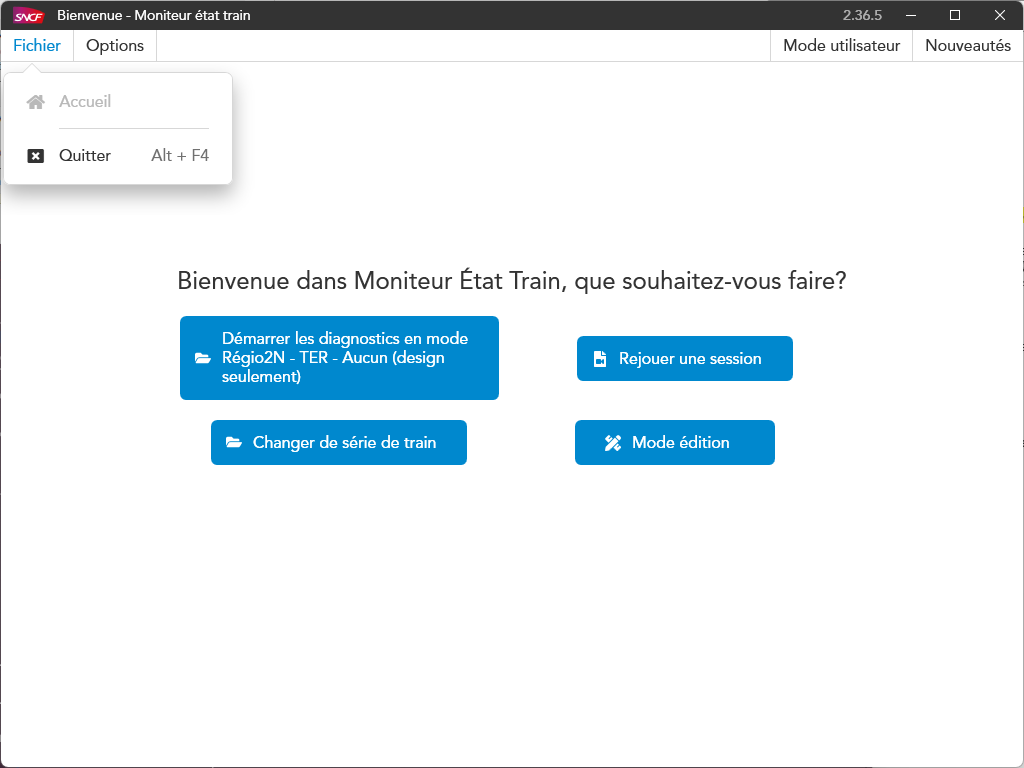 SNCF Bienvenue - Moniteur état train 2.36.5
Fichier Options Mode utilisateur Nouveautés
Accueil
Quitter Alt + F4
Bienvenue dans Moniteur État Train, que souhaitez-vous faire?
Démarrer les diagnostics en mode
Régio2N - TER - Aucun (design
seulement)
Rejouer une session
Changer de série de train
Mode édition